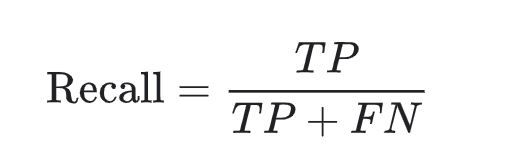 Recall = TP / TP + FN